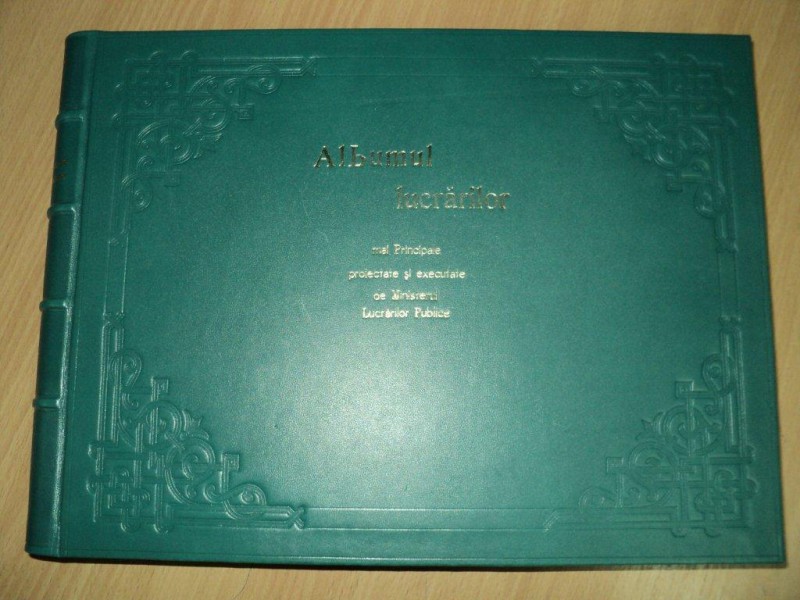 Albumul
lucrărilor
mai Principale
proiectate și executate
de Ministerul
Lucrărilor Publice